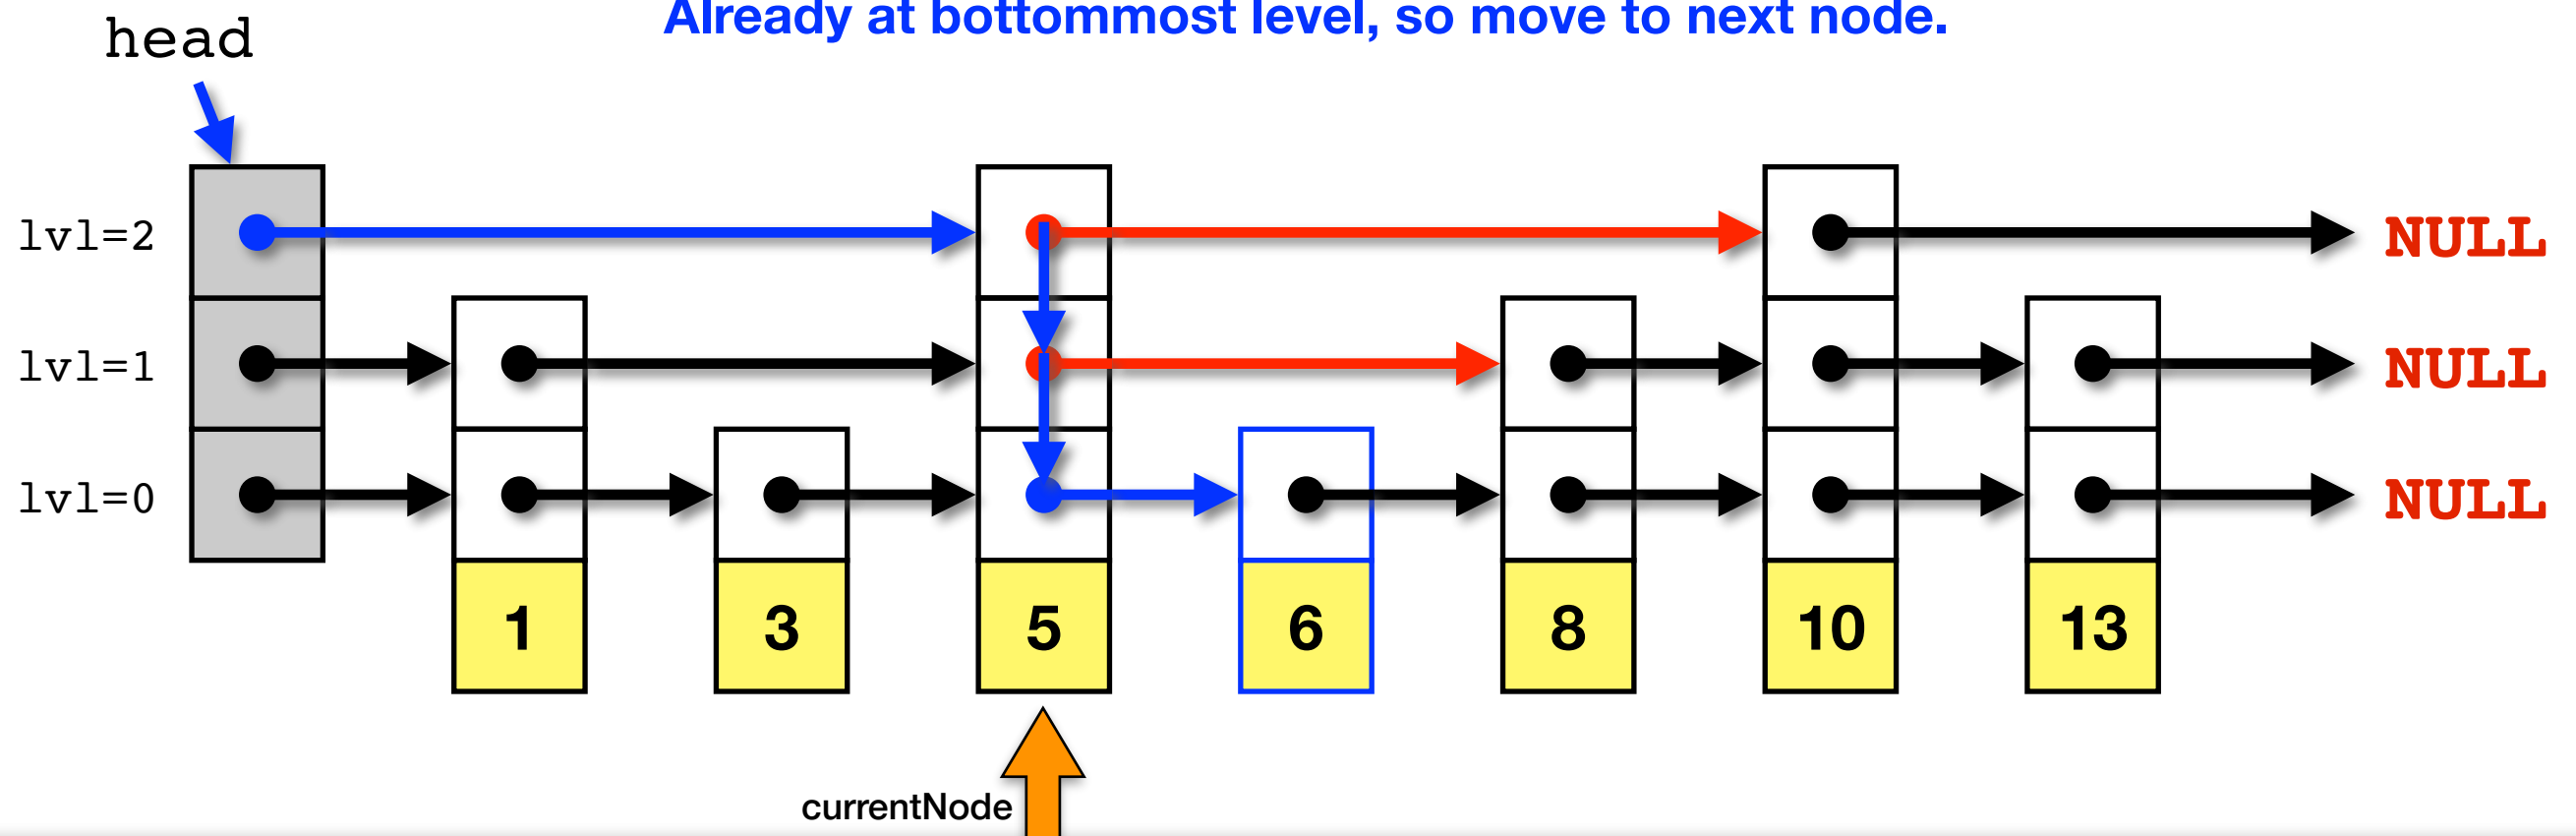 Already at bottommost level, so move to next node.
head
lvl=2 NULL
lvl=1 NULL
lvl=0 NULL
1 3 5 6 8 10 13
currentNode